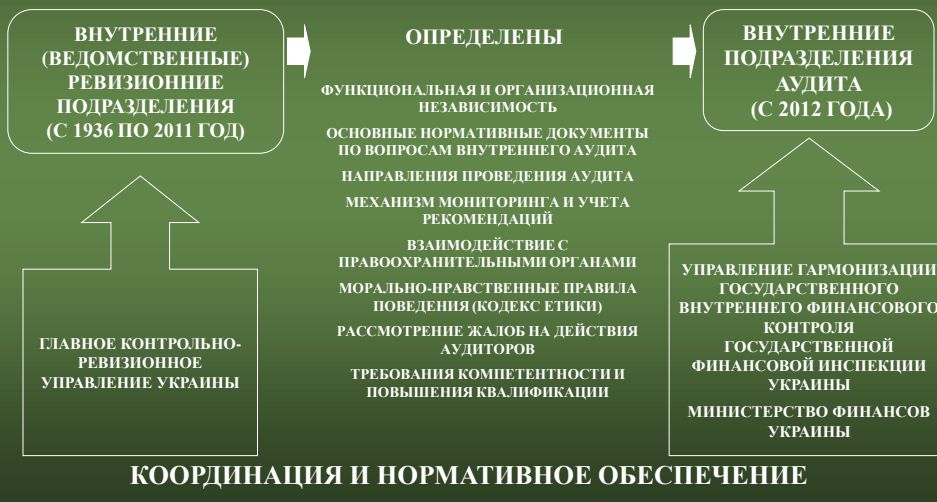 ВНУТРЕННИЕ
(ВЕДОМСТВЕННЫЕ)
РЕВИЗИОННИЕ
ПОДРАЗДЕЛЕНИЯ
(С 1936 ПО 2011 ГОД)
ГЛАВНОЕ КОНТРОЛЬНО-
РЕВИЗИОННОЕ
УПРАВЛЕНИЕ УКРАИНЫ
ОПРЕДЕЛЕНЫ
ФУНКЦИОНАЛЬНАЯ И ОРГАНИЗАЦИОННАЯ
НЕЗАВИСИМОСТЬ
ОСНОВНЫЕ НОРМАТИВНЫЕ ДОКУМЕНТЫ
ПО ВОПРОСАМ ВНУТРЕННЕГО АУДИТА
НАПРАВЛЕНИЯ ПРОВЕДЕНИЯ АУДИТА
МЕХАНИЗМ МОНИТОРИНГА И УЧЕТА
РЕКОМЕНДАЦИЙ
ВЗАИМОДЕЙСТВИЕ С
ПРАВООХРАНИТЕЛЬНЫМИ ОРГАНАМИ
МОРАЛЬНО-НРАВСТВЕННЫЕ ПРАВИЛА
ПОВЕДЕНИЯ (КОДЕКС ЕТИКИ)
РАССМОТРЕНИЕ ЖАЛОБ НА ДЕЙСТВИЯ
АУДИТОРОВ
ТРЕБОВАНИЯ КОМПЕТЕНТНОСТИ И
ПОВЫШЕНИЯ КВАЛИФИКАЦИИ
ВНУТРЕННИЕ
ПОДРАЗДЕЛЕНИЯ
АУДИТА
(С 2012 ГОДА)
УПРАВЛЕНИЕ ГАРМОНИЗАЦИИ
ГОСУДАРСТВЕННОГО
ВНУТРЕННЕГО ФИНАНСОВОГО
КОНТРОЛЯ
ГОСУДАРСТВЕННОЙ
ФИНАНСОВОЙ ИНСПЕКЦИИ
УКРАИНЫ
МИНИСТЕРСТВО ФИНАНСОВ
УКРАИНЫ
КООРДИНАЦИЯ И НОРМАТИВНОЕ ОБЕСПЕЧЕНИЕ